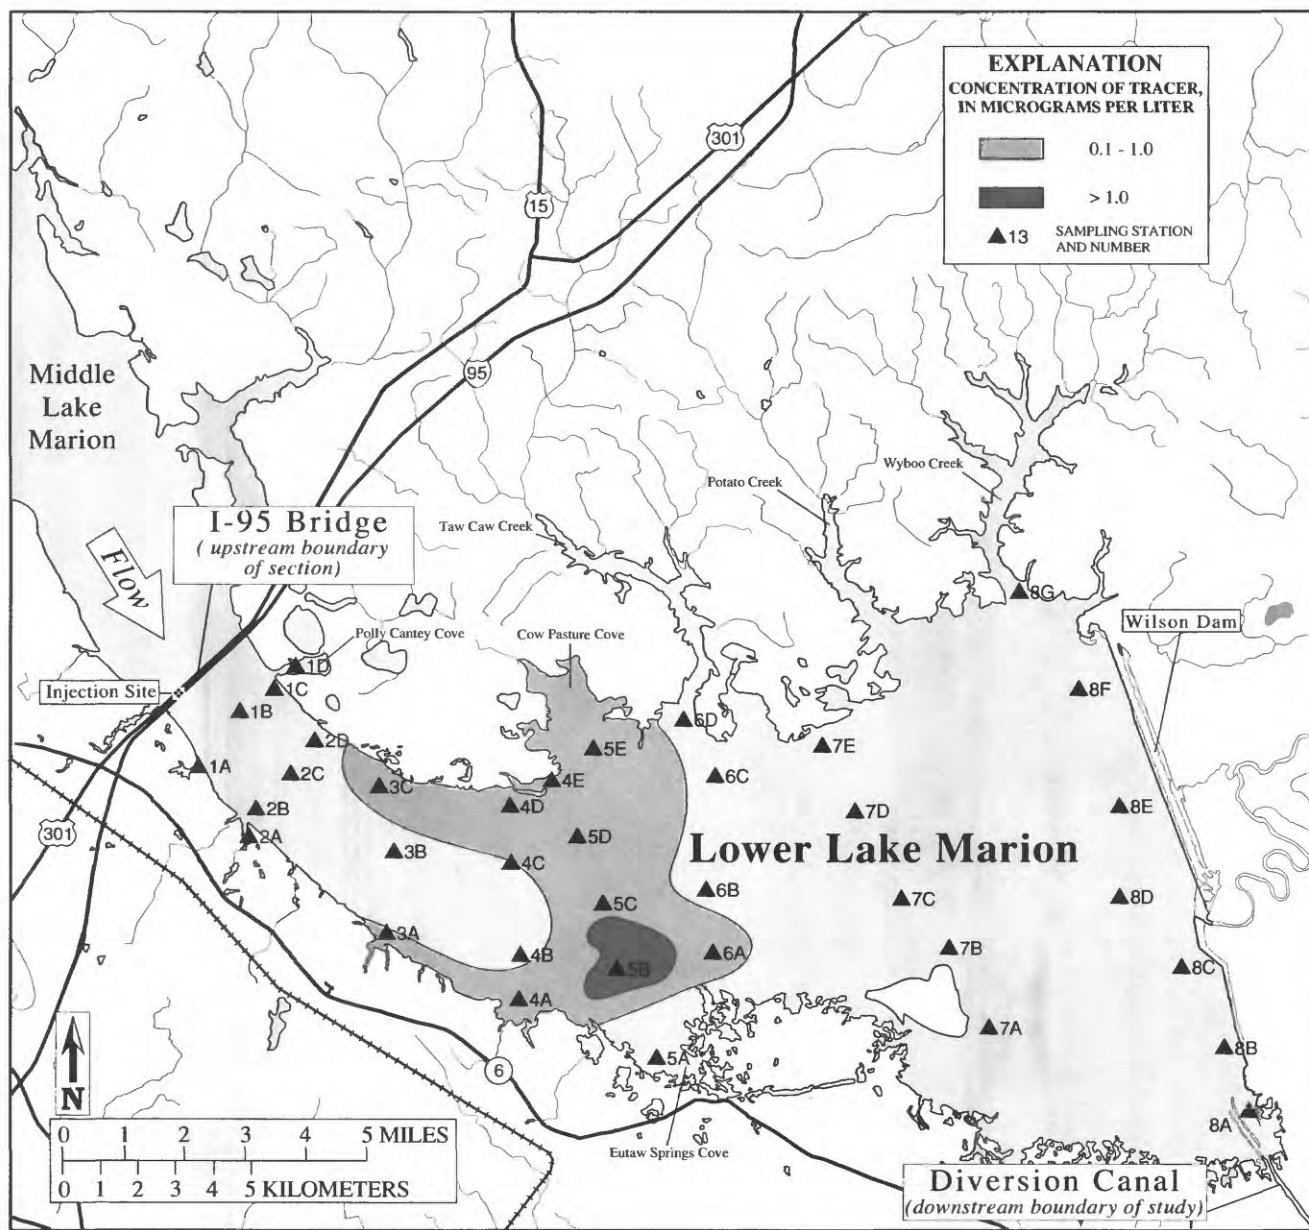 EXPLANATION
CONCENTRATION OF TRACER,
IN MICROGRAMS PER LITER
0.1 - 1.0
> 1.0
13 SAMPLING STATION
AND NUMBER
301
15
95
Middle
Lake
Marion
Wyboo Creek
Potato Creek
Taw Caw Creek
I-95 Bridge
( upstream boundary
of section)
Flow
8G
Wilson Dam
Polly Cantey Cove
Cow Pasture Cove
1D
Injection Site
1C
8F
1B
6D
2D
5E
7E
1A
2C
6C
3C
4E
2B
4D
7D
8E
301
2A
5D
3B
Lower Lake Marion
4C
6B
5C
7C
8D
3A
4B
6A
7B
5B
8C
4A
7A
5A
8B
6
N
8A
0 1 2 3 4 5 MILES
0 1 2 3 4 5 KILOMETERS
Eutaw Springs Cove
Diversion Canal
(downstream boundary of study)